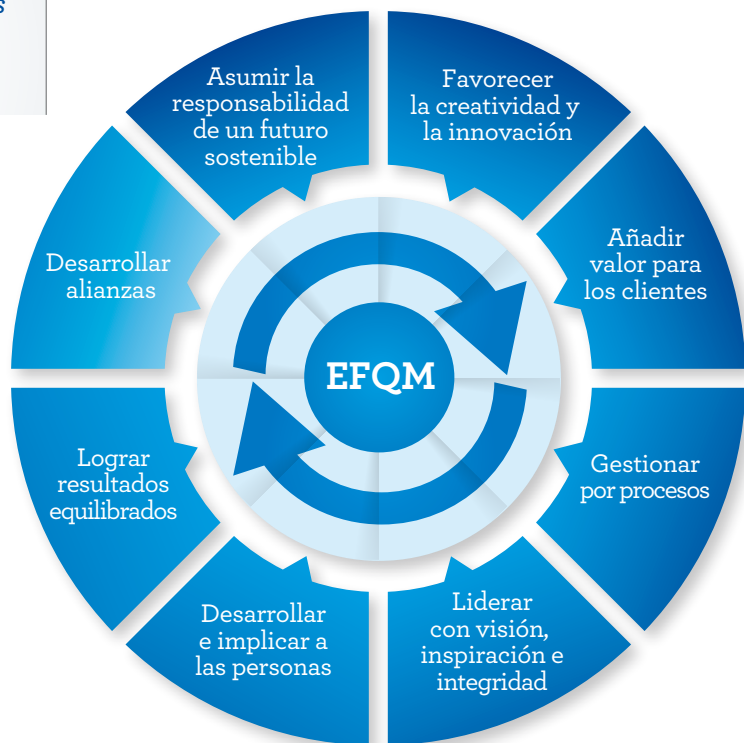 s
Asumir la
responsabilidad
de un futuro
sostenible
Favorecer
la creatividad y
la innovación
Añadir
valor para
los clientes
Gestionar
por procesos
Liderar
con visión,
inspiración e
integridad
Desarrollar
e implicar a
las personas
Lograr
resultados
equilibrados
Desarrollar
alianzas
EFQM